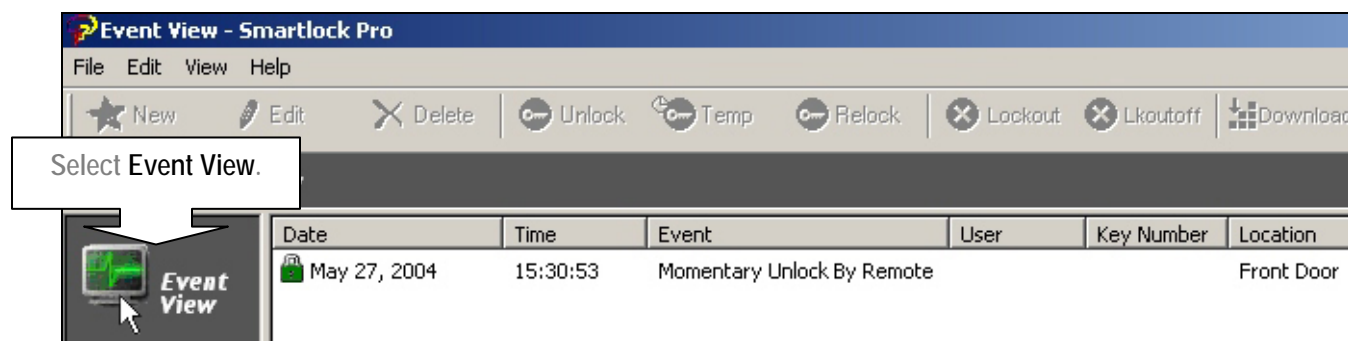 Event View - Smartlock Pro
File Edit View Help
New Edit Delete Unlock Temp Relock Lockout Lkoutoff Download
Select Event View.
Date Time Event User Key Number Location
May 27, 2004 15:30:53 Momentary Unlock By Remote Front Door
Event
View